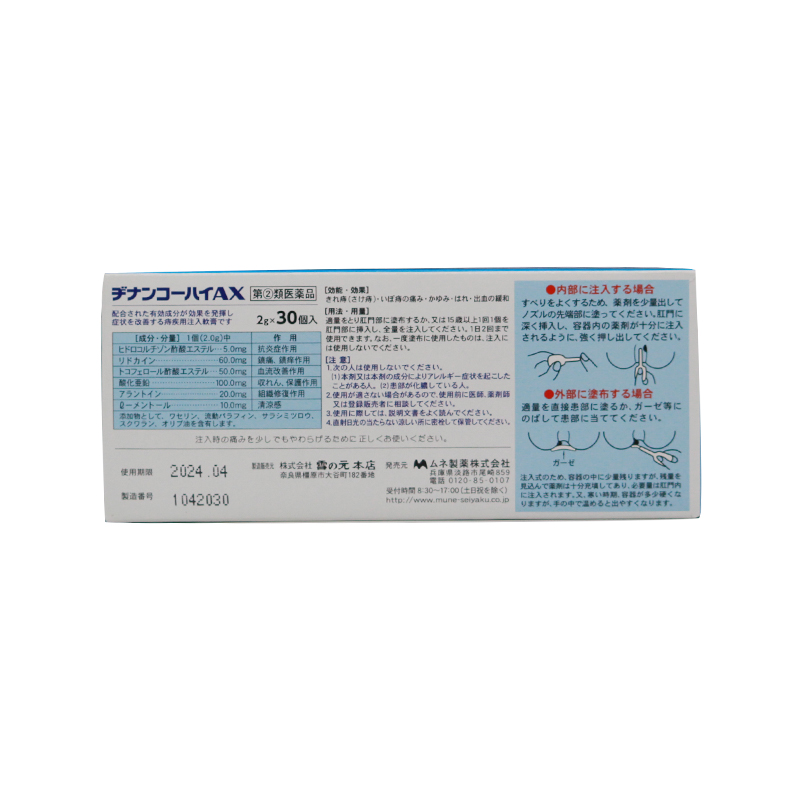 ヂナンコーハイAX 指定②類医薬品
配合された有効成分が効果を発揮し
症状を改善する痔疾用注入軟膏です
2g×30個入
[成分・分量] 1個(2.0g)中 作用
ヒドロコルチゾン酢酸エステル…5.0mg 抗炎症作用
リドカイン…60.0mg 鎮痛、鎮痒作用
トコフェロール酢酸エステル…50.0mg 血流改善作用
酸化亜鉛…100.0mg 収れん、保護作用
アラントイン…20.0mg 組織修復作用
ℓ-メントール…10.0mg 清涼感
添加物として、ワセリン、流動パラフィン、サラシミツロウ、
スクワラン、オリブ油を含有します。
[効能・効果]
きれ痔(さけ痔)・いぼ痔の痛み・かゆみ・はれ・出血の緩和
[用法・用量]
適量をとり肛門部に塗布するか、又は15歳以上1回1個を
肛門部に挿入し、全量を注入してください。1日2回まで
使用できます。なお、一度塗布に使用したものは、注入に
は使用しないでください。
[注意]
1.次の人は使用しないでください。
(1)本剤又は本剤の成分によりアレルギー症状を起こした
ことがある人。(2)患部が化膿している人。
2.使用が適さない場合があるので、使用前に医師、薬剤師
又は登録販売者に相談してください。
3.使用に際しては、説明文書をよく読んでください。
4.直射日光の当たらない涼しい所に密栓して保管してください。
注入時の痛みを少しでもやわらげるために正しくお使いください。
使用期限 2024.04
製造番号 1042030
製造販売元 株式会社 雪の元本店
奈良県橿原市大谷町182番地
発売元 ムネ製薬株式会社
兵庫県淡路市尾崎859
電話 0120-85-0107
受付時間 8:30~17:00(土日祝を除く)
http://www.mune-seiyaku.co.jp
●内部に注入する場合
すべりをよくするため、薬剤を少量出して
ノズルの先端部に塗ってください。肛門に
深く挿入し、容器内の薬剤が十分に注入
されるように、強く押し出してください。
●外部に塗布する場合
適量を直接患部に塗るか、ガーゼ等に
のばして患部に当ててください。
ガーゼ
注入式のため、容器の中に少量残りますが、残量を
見込んで薬剤は十分充填してあり、必要量は肛門内
に注入されます。又、寒い時期、容器が多少硬くな
りますが、手の中で温めると出やすくなります。